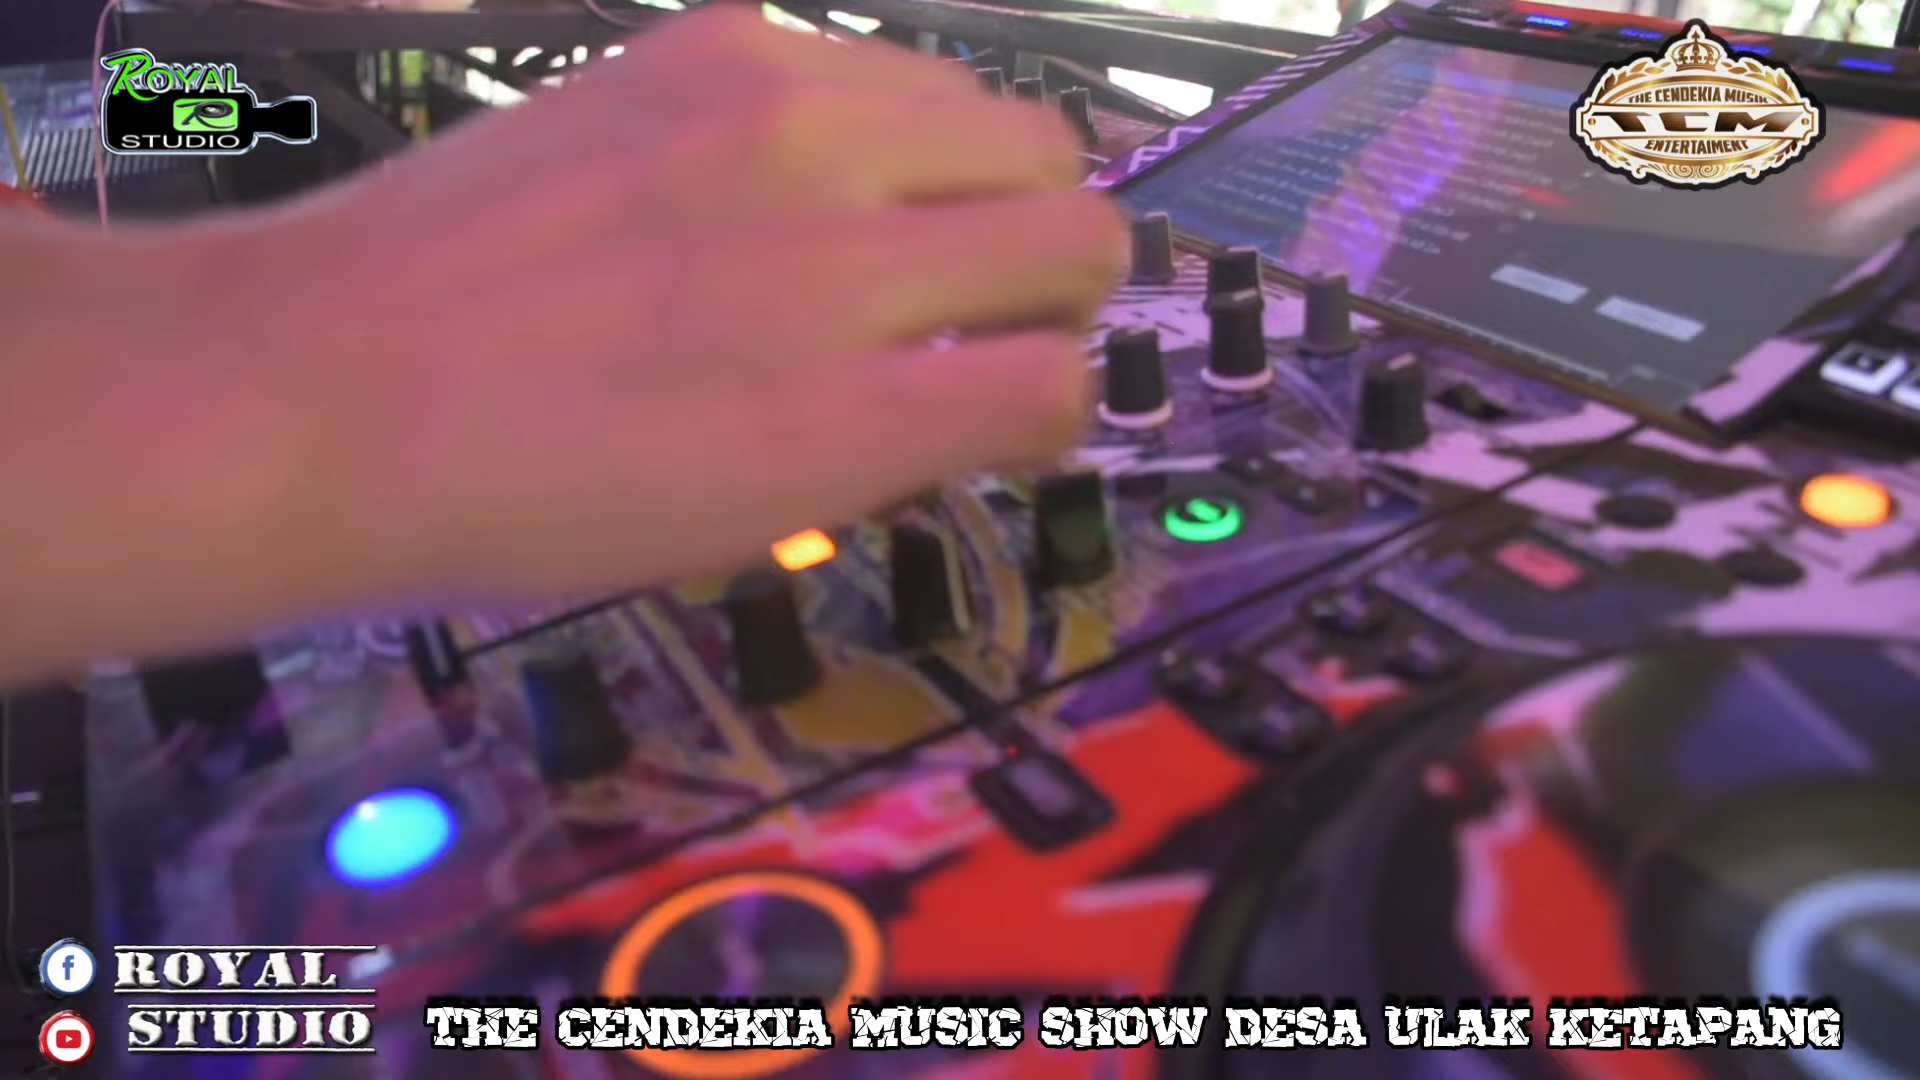 ROYAL
R
STUDIO
THE CENDEKIA MUSIK
TCM
ENTERTAIMENT
ROYAL
STUDIO
THE CENDEKIA MUSIC SHOW DESA ULAK KETAPANG